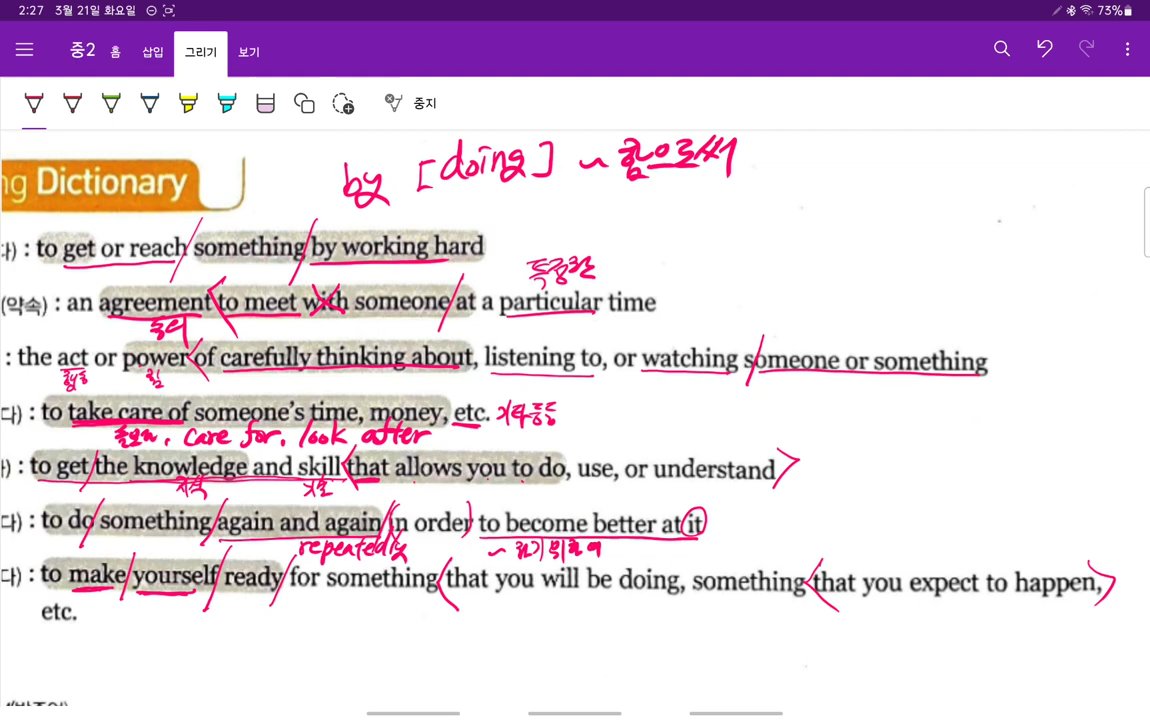 2:27 3월 21일 화요일 73%
중2 홈 삽입 그리기 보기
중지
ng Dictionary
by [doing] ~ 함으로써
다) : to get or reach something by working hard
특정한
(약속) : an agreement to meet with someone at a particular time
동의
: the act or power of carefully thinking about, listening to, or watching someone or something
행동 힘
다) : to take care of someone's time, money, etc. 기타등등
돌보다, care for, look after
) : to get the knowledge and skill that allows you to do, use, or understand
지식 기술
다) : to do something again and again in order to become better at it
repeatedly ~ 하기 위하여
다) : to make yourself ready for something that you will be doing, something that you expect to happen,
etc.